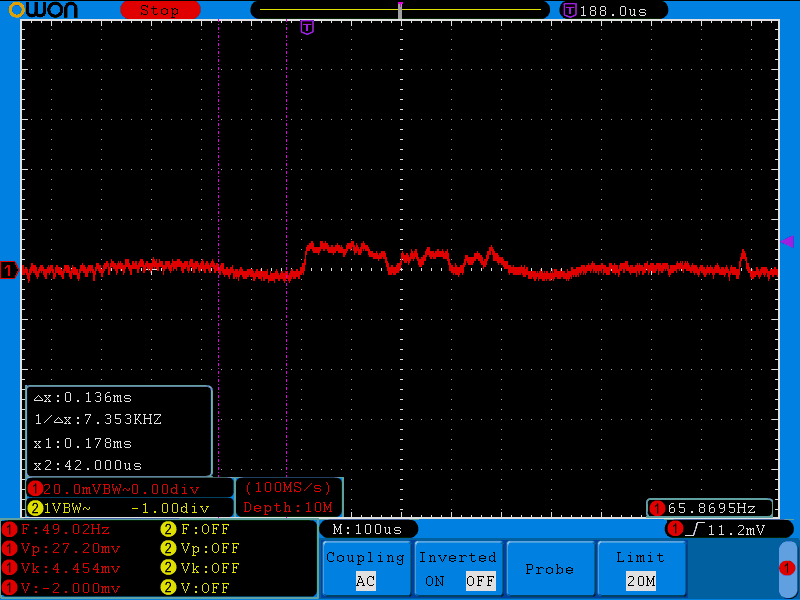 OWON Stop T 188.0us
T
1
△x:0.136ms
1/△x:7.353KHZ
x1:0.178ms
x2:42.000us
1 20.0mVBW~0.00div (100MS/s)
2 1VBW~ -1.00div Depth:10M
1 65.8695Hz
1 F:49.02Hz 2 F:OFF M:100us 1 11.2mV
1 Vp:27.20mv 2 Vp:OFF
1 Vk:4.454mv 2 Vk:OFF
1 V:-2.000mv 2 V:OFF
Coupling Inverted Probe Limit
AC ON OFF 20M
1